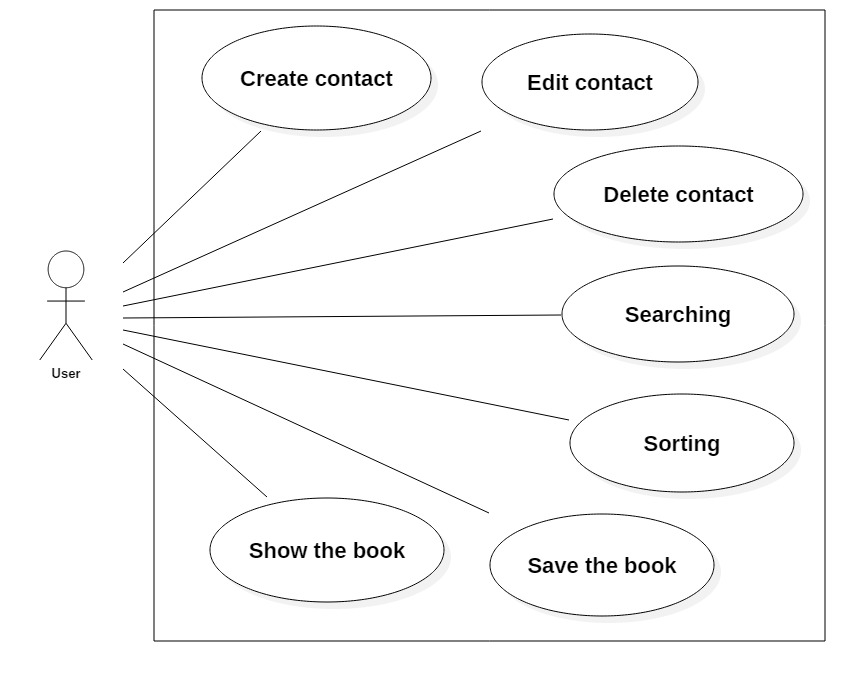 Create contact
Edit contact
Delete contact
Searching
User
Sorting
Show the book
Save the book